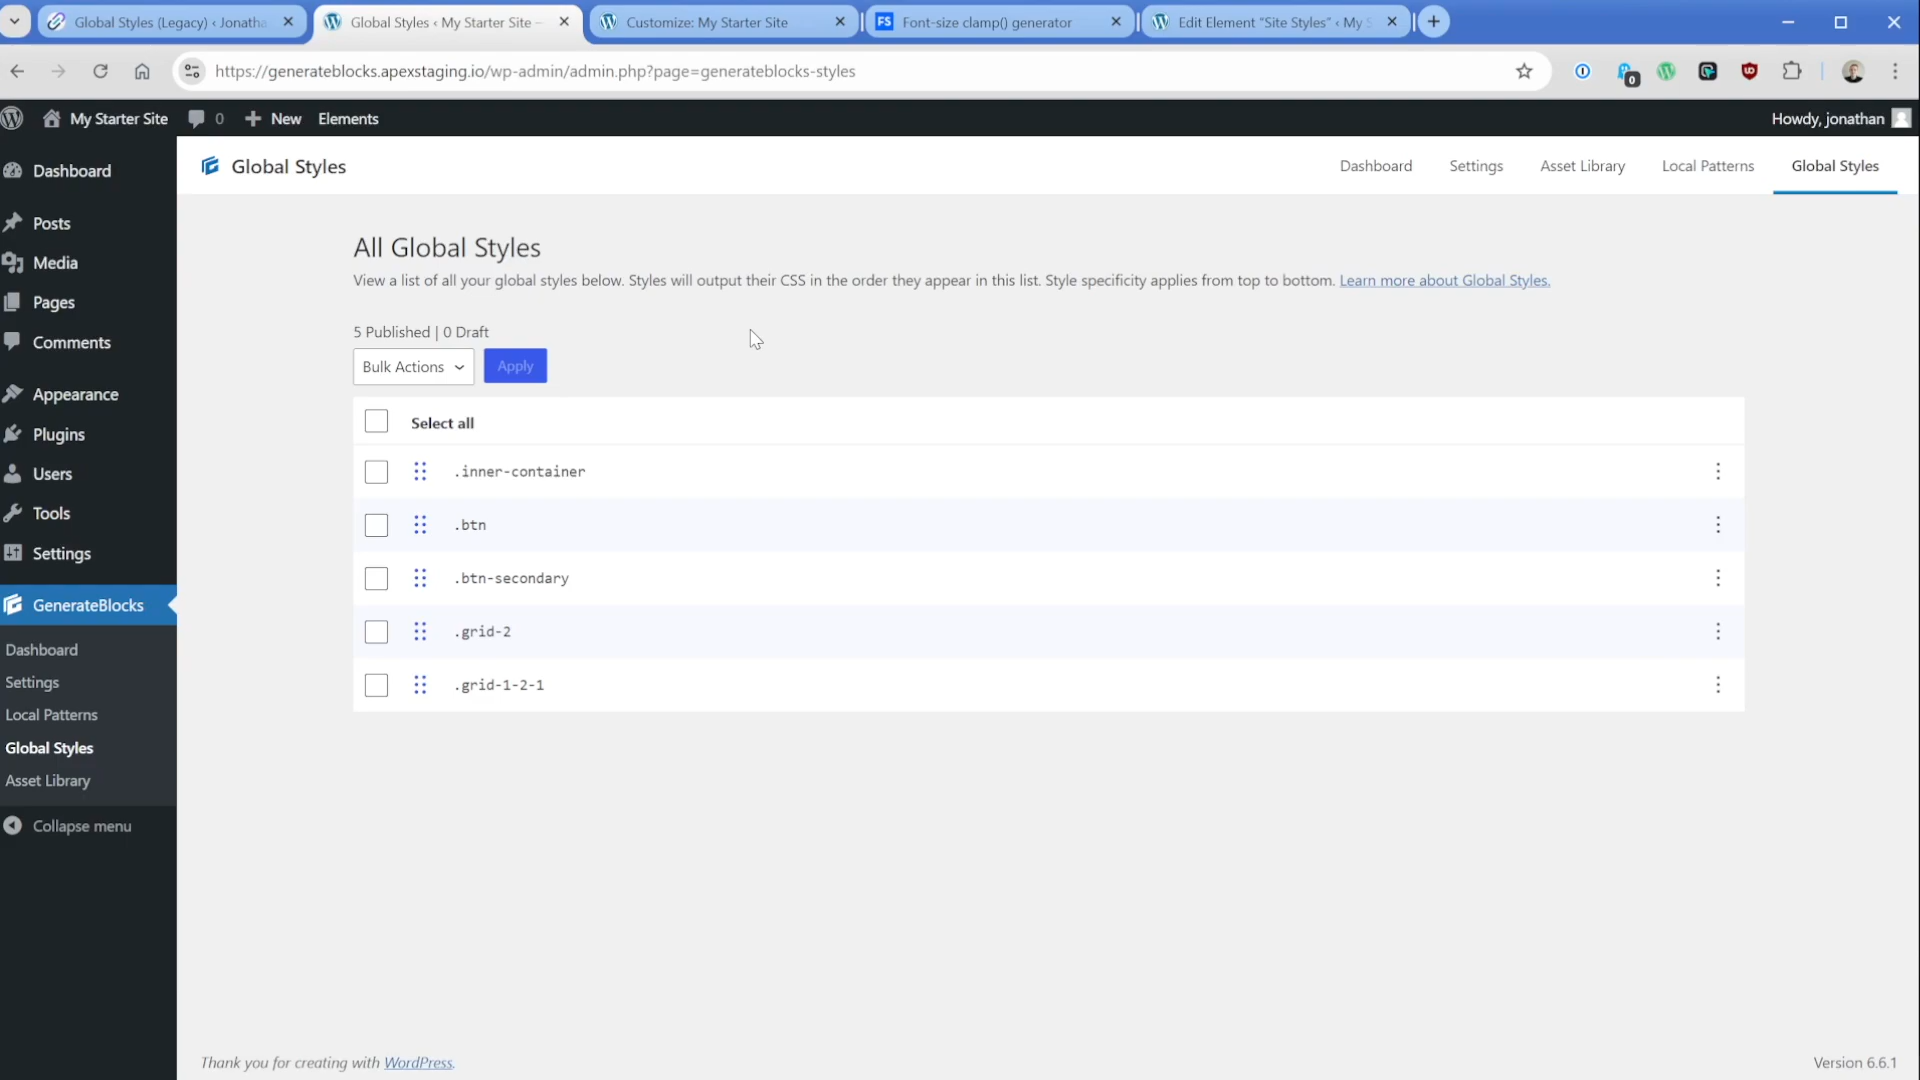 Global Styles (Legacy) ‹ Jonatha
Global Styles ‹ My Starter Site –
Customize: My Starter Site
FS Font-size clamp() generator
Edit Element “Site Styles” ‹ My S
https://generateblocks.apexstaging.io/wp-admin/admin.php?page=generateblocks-styles
0
My Starter Site
0
New
Elements
Howdy, jonathan
Dashboard
Posts
Media
Pages
Comments
Appearance
Plugins
Users
Tools
Settings
GenerateBlocks
Dashboard
Settings
Local Patterns
Global Styles
Asset Library
Collapse menu
Global Styles
Dashboard
Settings
Asset Library
Local Patterns
Global Styles
All Global Styles
View a list of all your global styles below. Styles will output their CSS in the order they appear in this list. Style specificity applies from top to bottom. Learn more about Global Styles.
5 Published | 0 Draft
Bulk Actions
Apply
Select all
.inner-container
.btn
.btn-secondary
.grid-2
.grid-1-2-1
Thank you for creating with WordPress.
Version 6.6.1